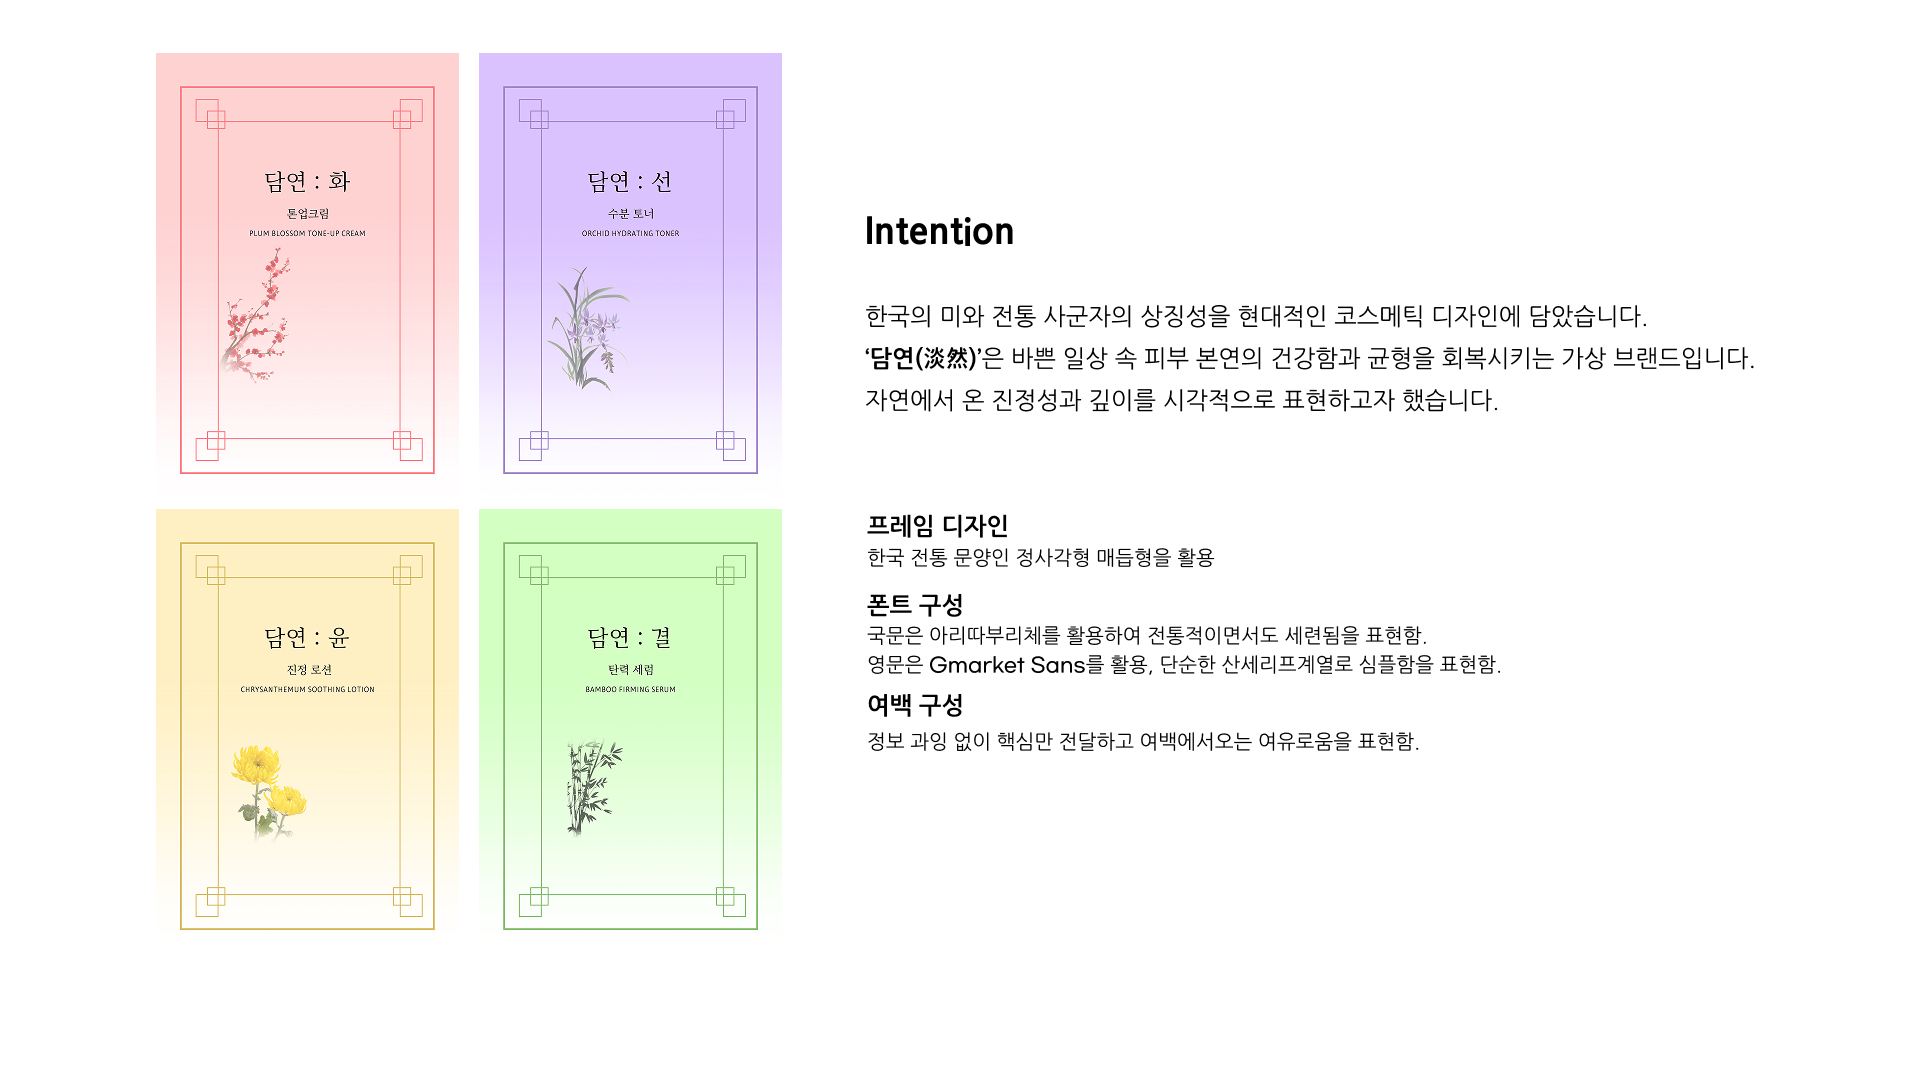 담연 : 화
톤업크림
PLUM BLOSSOM TONE-UP CREAM
담연 : 선
수분 토너
ORCHID HYDRATING TONER
담연 : 윤
진정 로션
CHRYSANTHEMUM SOOTHING LOTION
담연 : 결
탄력 세럼
BAMBOO FIRMING SERUM
Intention
한국의 미와 전통 사군자의 상징성을 현대적인 코스메틱 디자인에 담았습니다.
‘담연(淡然)’은 바쁜 일상 속 피부 본연의 건강함과 균형을 회복시키는 가상 브랜드입니다.
자연에서 온 진정성과 깊이를 시각적으로 표현하고자 했습니다.
프레임 디자인
한국 전통 문양인 정사각형 매듭형을 활용
폰트 구성
국문은 아리따부리체를 활용하여 전통적이면서도 세련됨을 표현함.
영문은 Gmarket Sans를 활용, 단순한 산세리프계열로 심플함을 표현함.
여백 구성
정보 과잉 없이 핵심만 전달하고 여백에서오는 여유로움을 표현함.